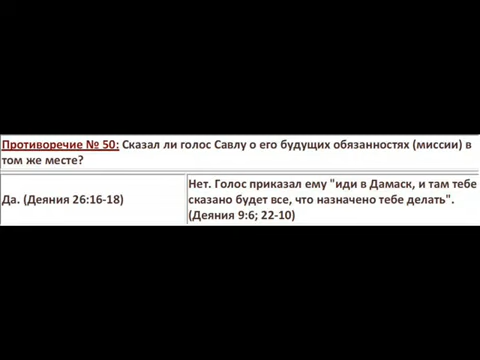 Противоречие № 50: Сказал ли голос Савлу о его будущих обязанностях (миссии) в
том же месте?
Да. (Деяния 26:16-18)
Нет. Голос приказал ему "иди в Дамаск, и там тебе
сказано будет все, что назначено тебе делать".
(Деяния 9:6; 22-10)